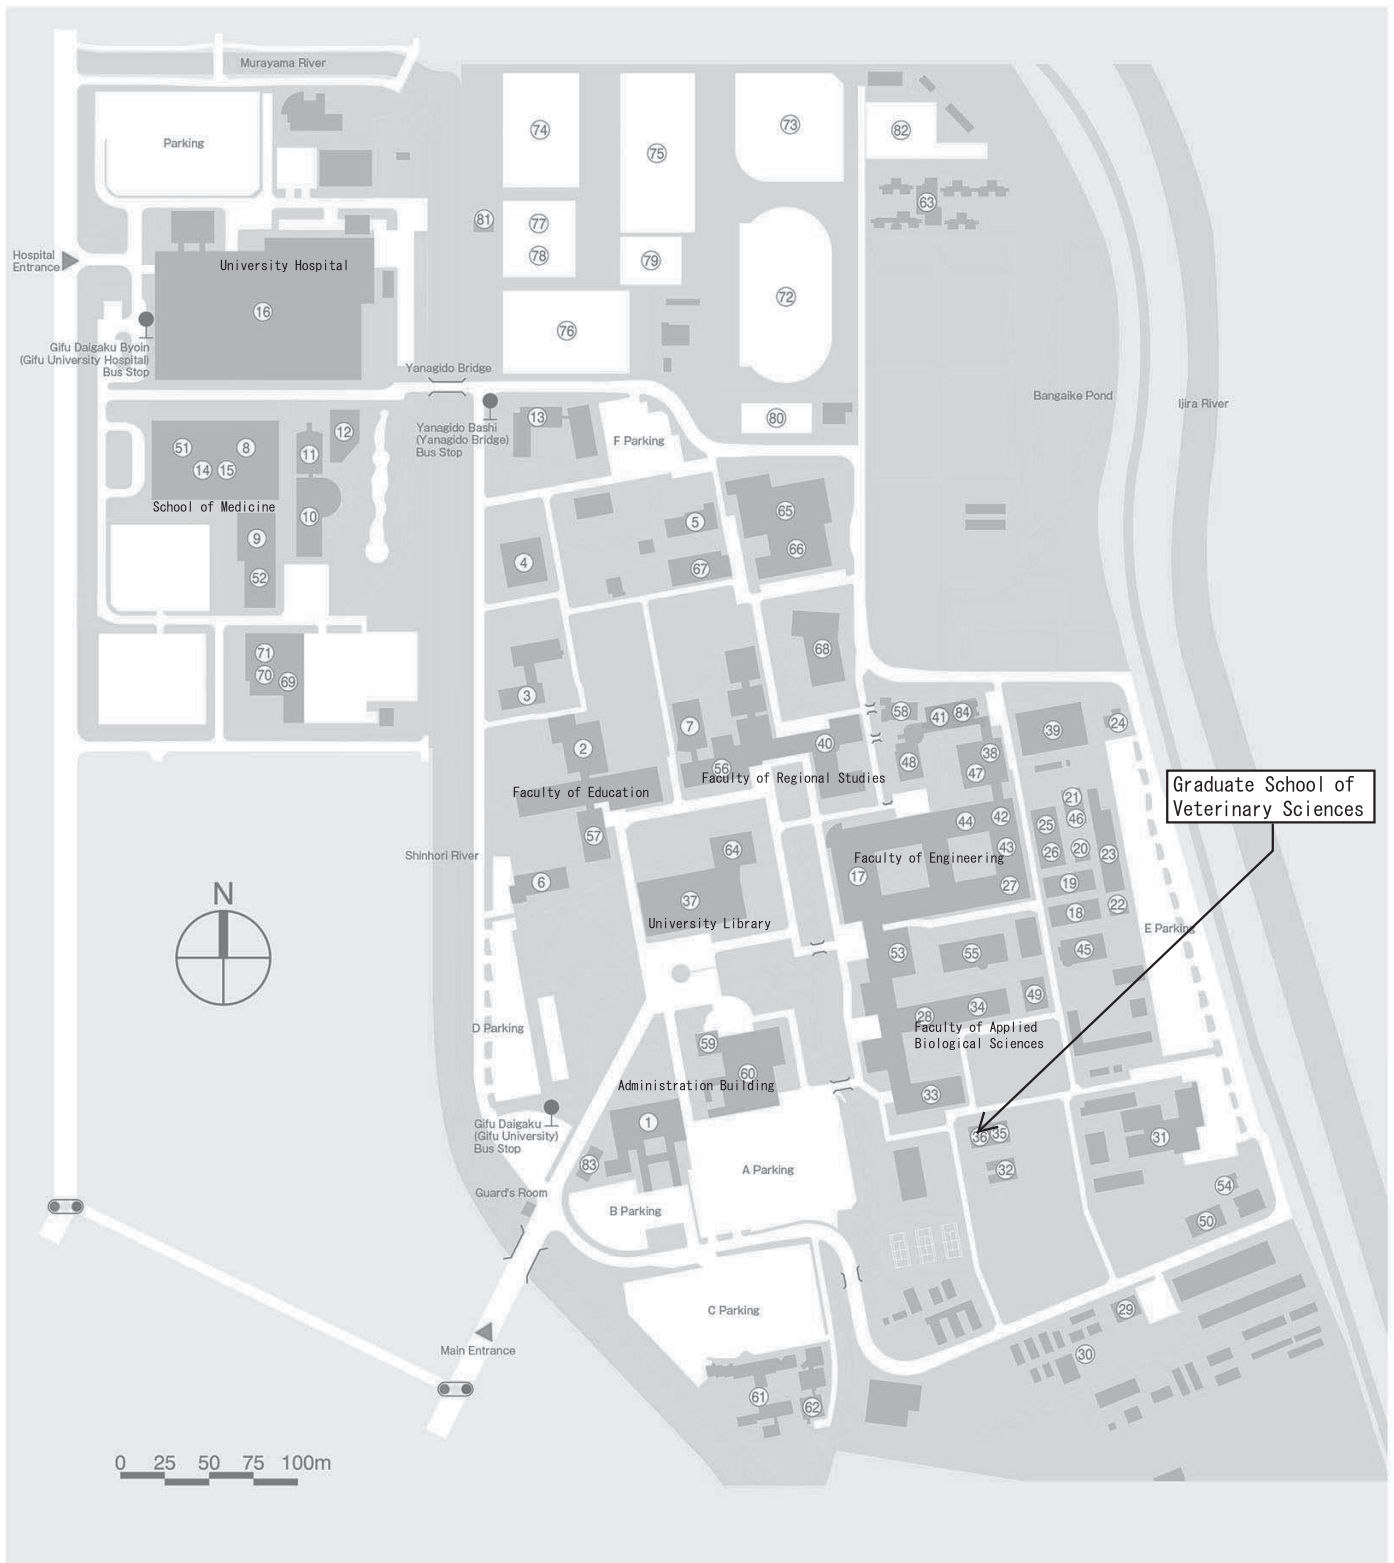 Murayama River
Parking
74
75
73
82
81
77
78
79
63
Hospital
Entrance
University Hospital
16
72
76
Gifu Daigaku Byoin
(Gifu University Hospital)
Bus Stop
Yanagido Bridge
Bangaike Pond
Ijira River
Yanagido Bashi
(Yanagido Bridge)
Bus Stop
13
F Parking
80
51
8
14
15
11
12
School of Medicine
10
9
52
5
65
66
4
67
71
70
69
3
68
7
2
58
41
84
39
24
40
48
38
47
56
Faculty of Regional Studies
Faculty of Education
Graduate School of
Veterinary Sciences
57
64
44
42
43
21
25
46
26
20
23
Shinhori River
Faculty of Engineering
17
27
19
6
37
18
22
University Library
N
53
55
45
E Parking
49
34
28
Faculty of Applied
Biological Sciences
D Parking
59
60
Administration Building
33
Gifu Daigaku
(Gifu University)
Bus Stop
1
36
35
31
83
A Parking
32
Guard's Room
B Parking
54
50
C Parking
29
Main Entrance
30
61
62
0 25 50 75 100m